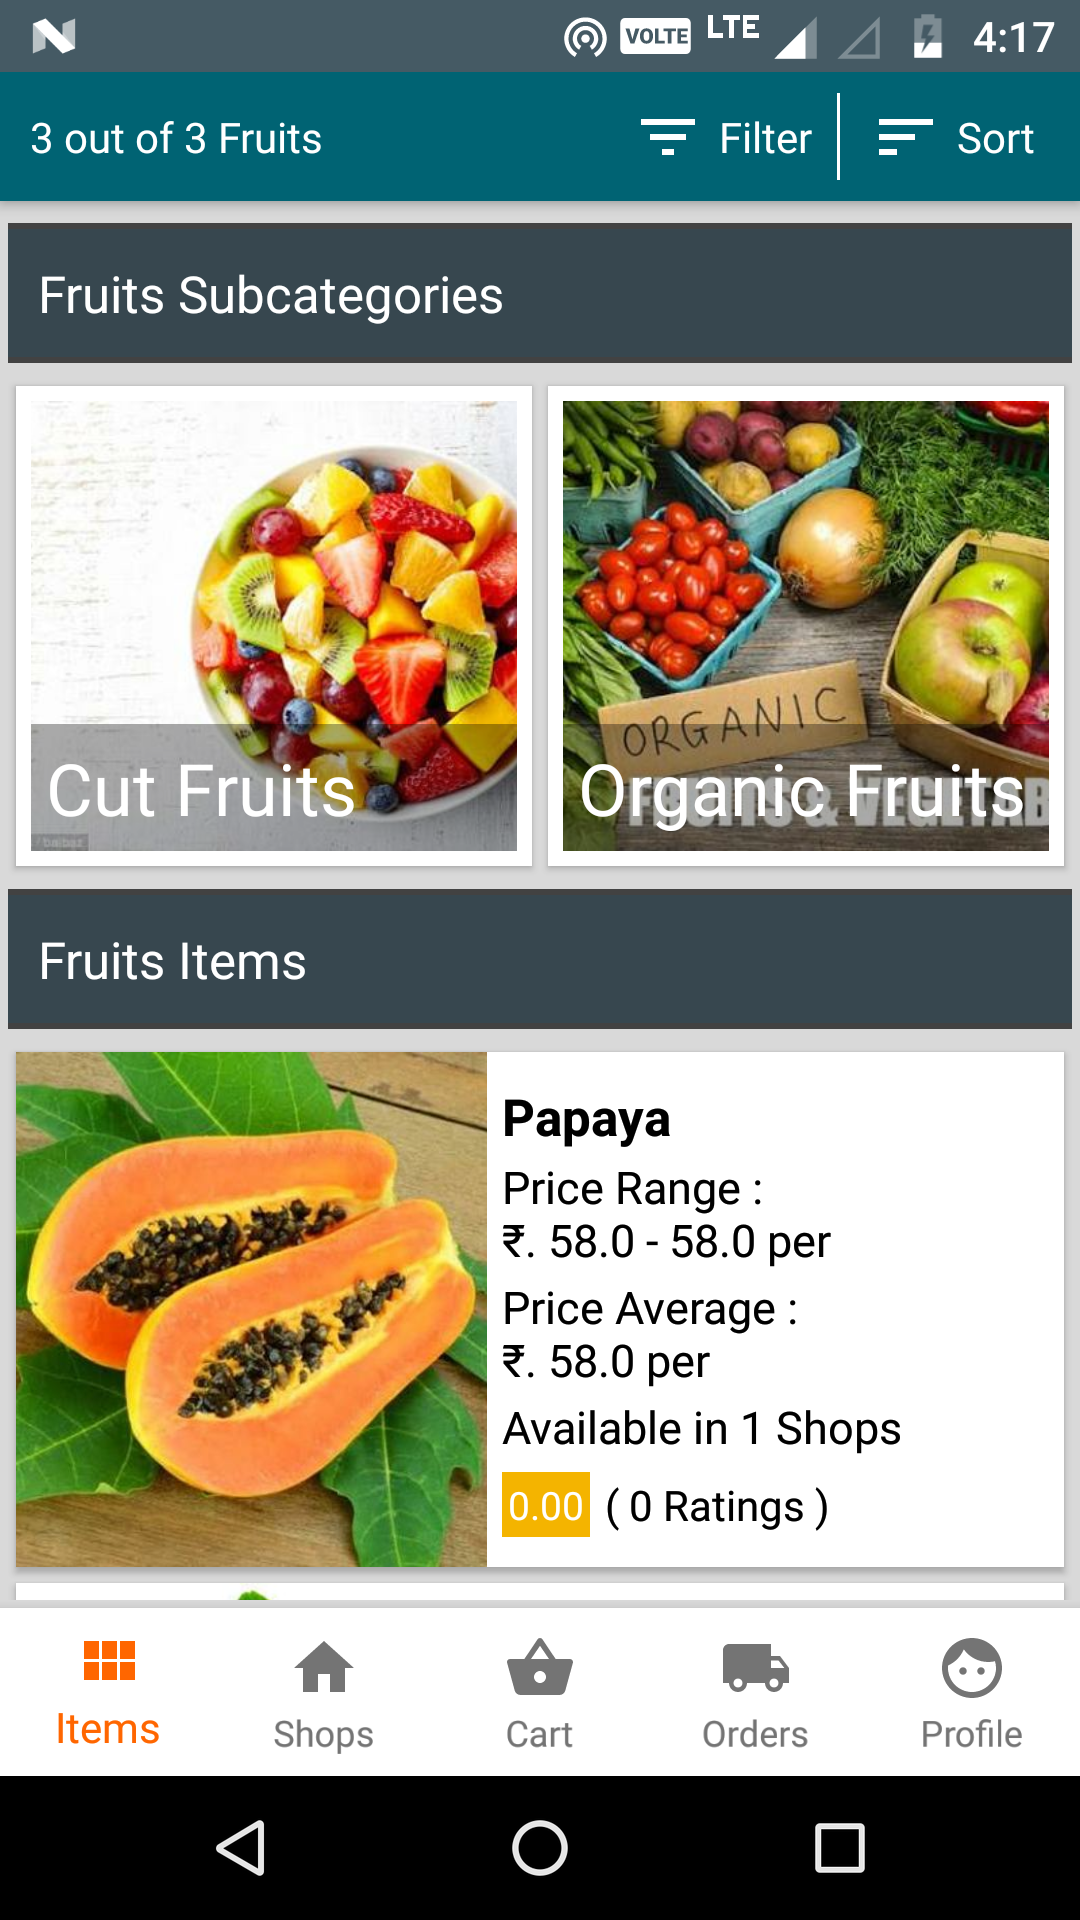 VOLTE LTE 4:17
3 out of 3 Fruits Filter Sort
Fruits Subcategories
ORGANIC
Cut Fruits Organic Fruits
Fruits Items
Papaya
Price Range :
₹. 58.0 - 58.0 per
Price Average :
₹. 58.0 per
Available in 1 Shops
0.00 ( 0 Ratings )
Items Shops Cart Orders Profile